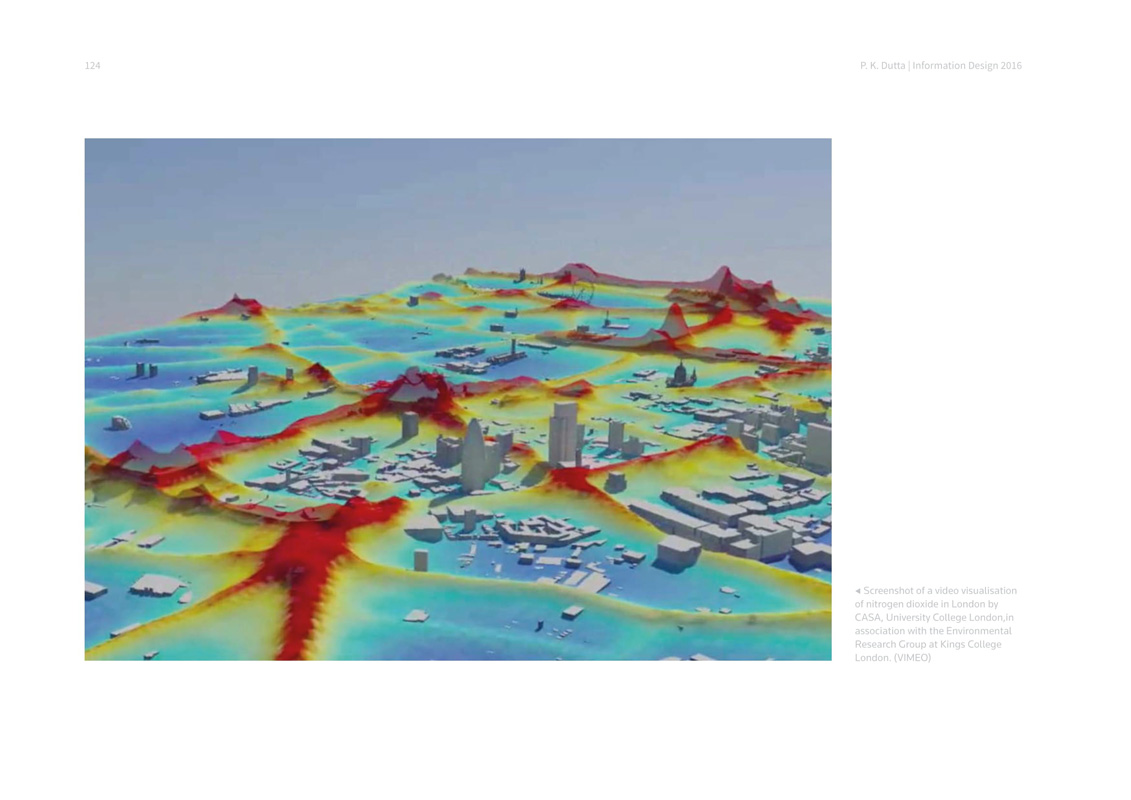 124
P. K. Dutta | Information Design 2016
◄ Screenshot of a video visualisation
of nitrogen dioxide in London by
CASA, University College London,in
association with the Environmental
Research Group at Kings College
London. (VIMEO)